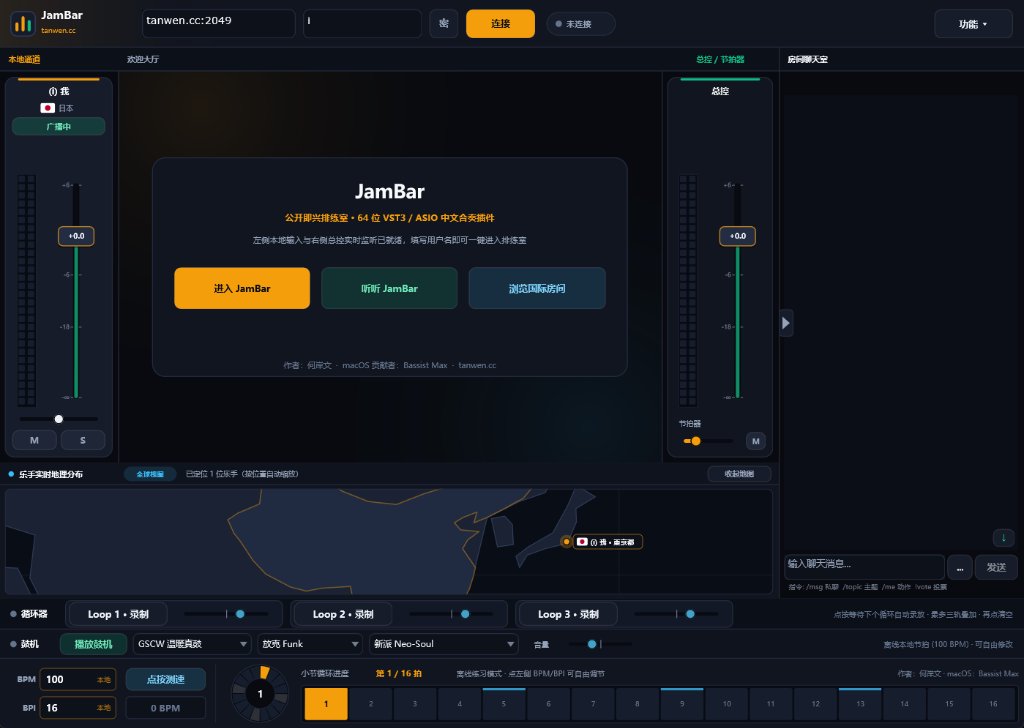 JamBar
tanwen.cc
tanwen.cc:2049
i
密
连接
未连接
功能
本地通道
欢迎大厅
总控 / 节拍器
房间聊天室
(i) 我
日本
广播中
+6
+0.0
-6
-18
-∞
M
S
JamBar
公开即兴排练室 • 64 位 VST3 / ASIO 中文合奏插件
左侧本地输入与右侧总控实时监听已就绪，填写用户名即可一键进入排练室
进入 JamBar
听听 JamBar
浏览国际房间
作者：何岸文 · macOS 贡献者：Bassist Max · tanwen.cc
总控
+6
+0.0
-6
-18
-∞
节拍器
M
乐手实时地理分布
全球视图
已定位 1 位乐手（按位置自动缩放）
收起地图
(i) 我 • 東京都
↓
输入聊天消息...
...
发送
指令: /msg 私聊 /topic 主题 /me 动作 !vote 投票
循环器
Loop 1 • 录制
Loop 2 • 录制
Loop 3 • 录制
点按等待下个循环自动录放 · 最多三轨叠加 · 再点清空
鼓机
播放鼓机
GSCW 温暖真鼓
放克 Funk
新派 Neo-Soul
音量
离线本地节拍 (100 BPM) · 可自由修改
BPM
100
本地
点按测速
BPI
16
本地
0 BPM
1
小节循环进度
第 1 / 16 拍
离线练习模式 · 点左侧 BPM/BPI 可自由调节
作者：何岸文 · macOS：Bassist Max
1
2
3
4
5
6
7
8
9
10
11
12
13
14
15
16